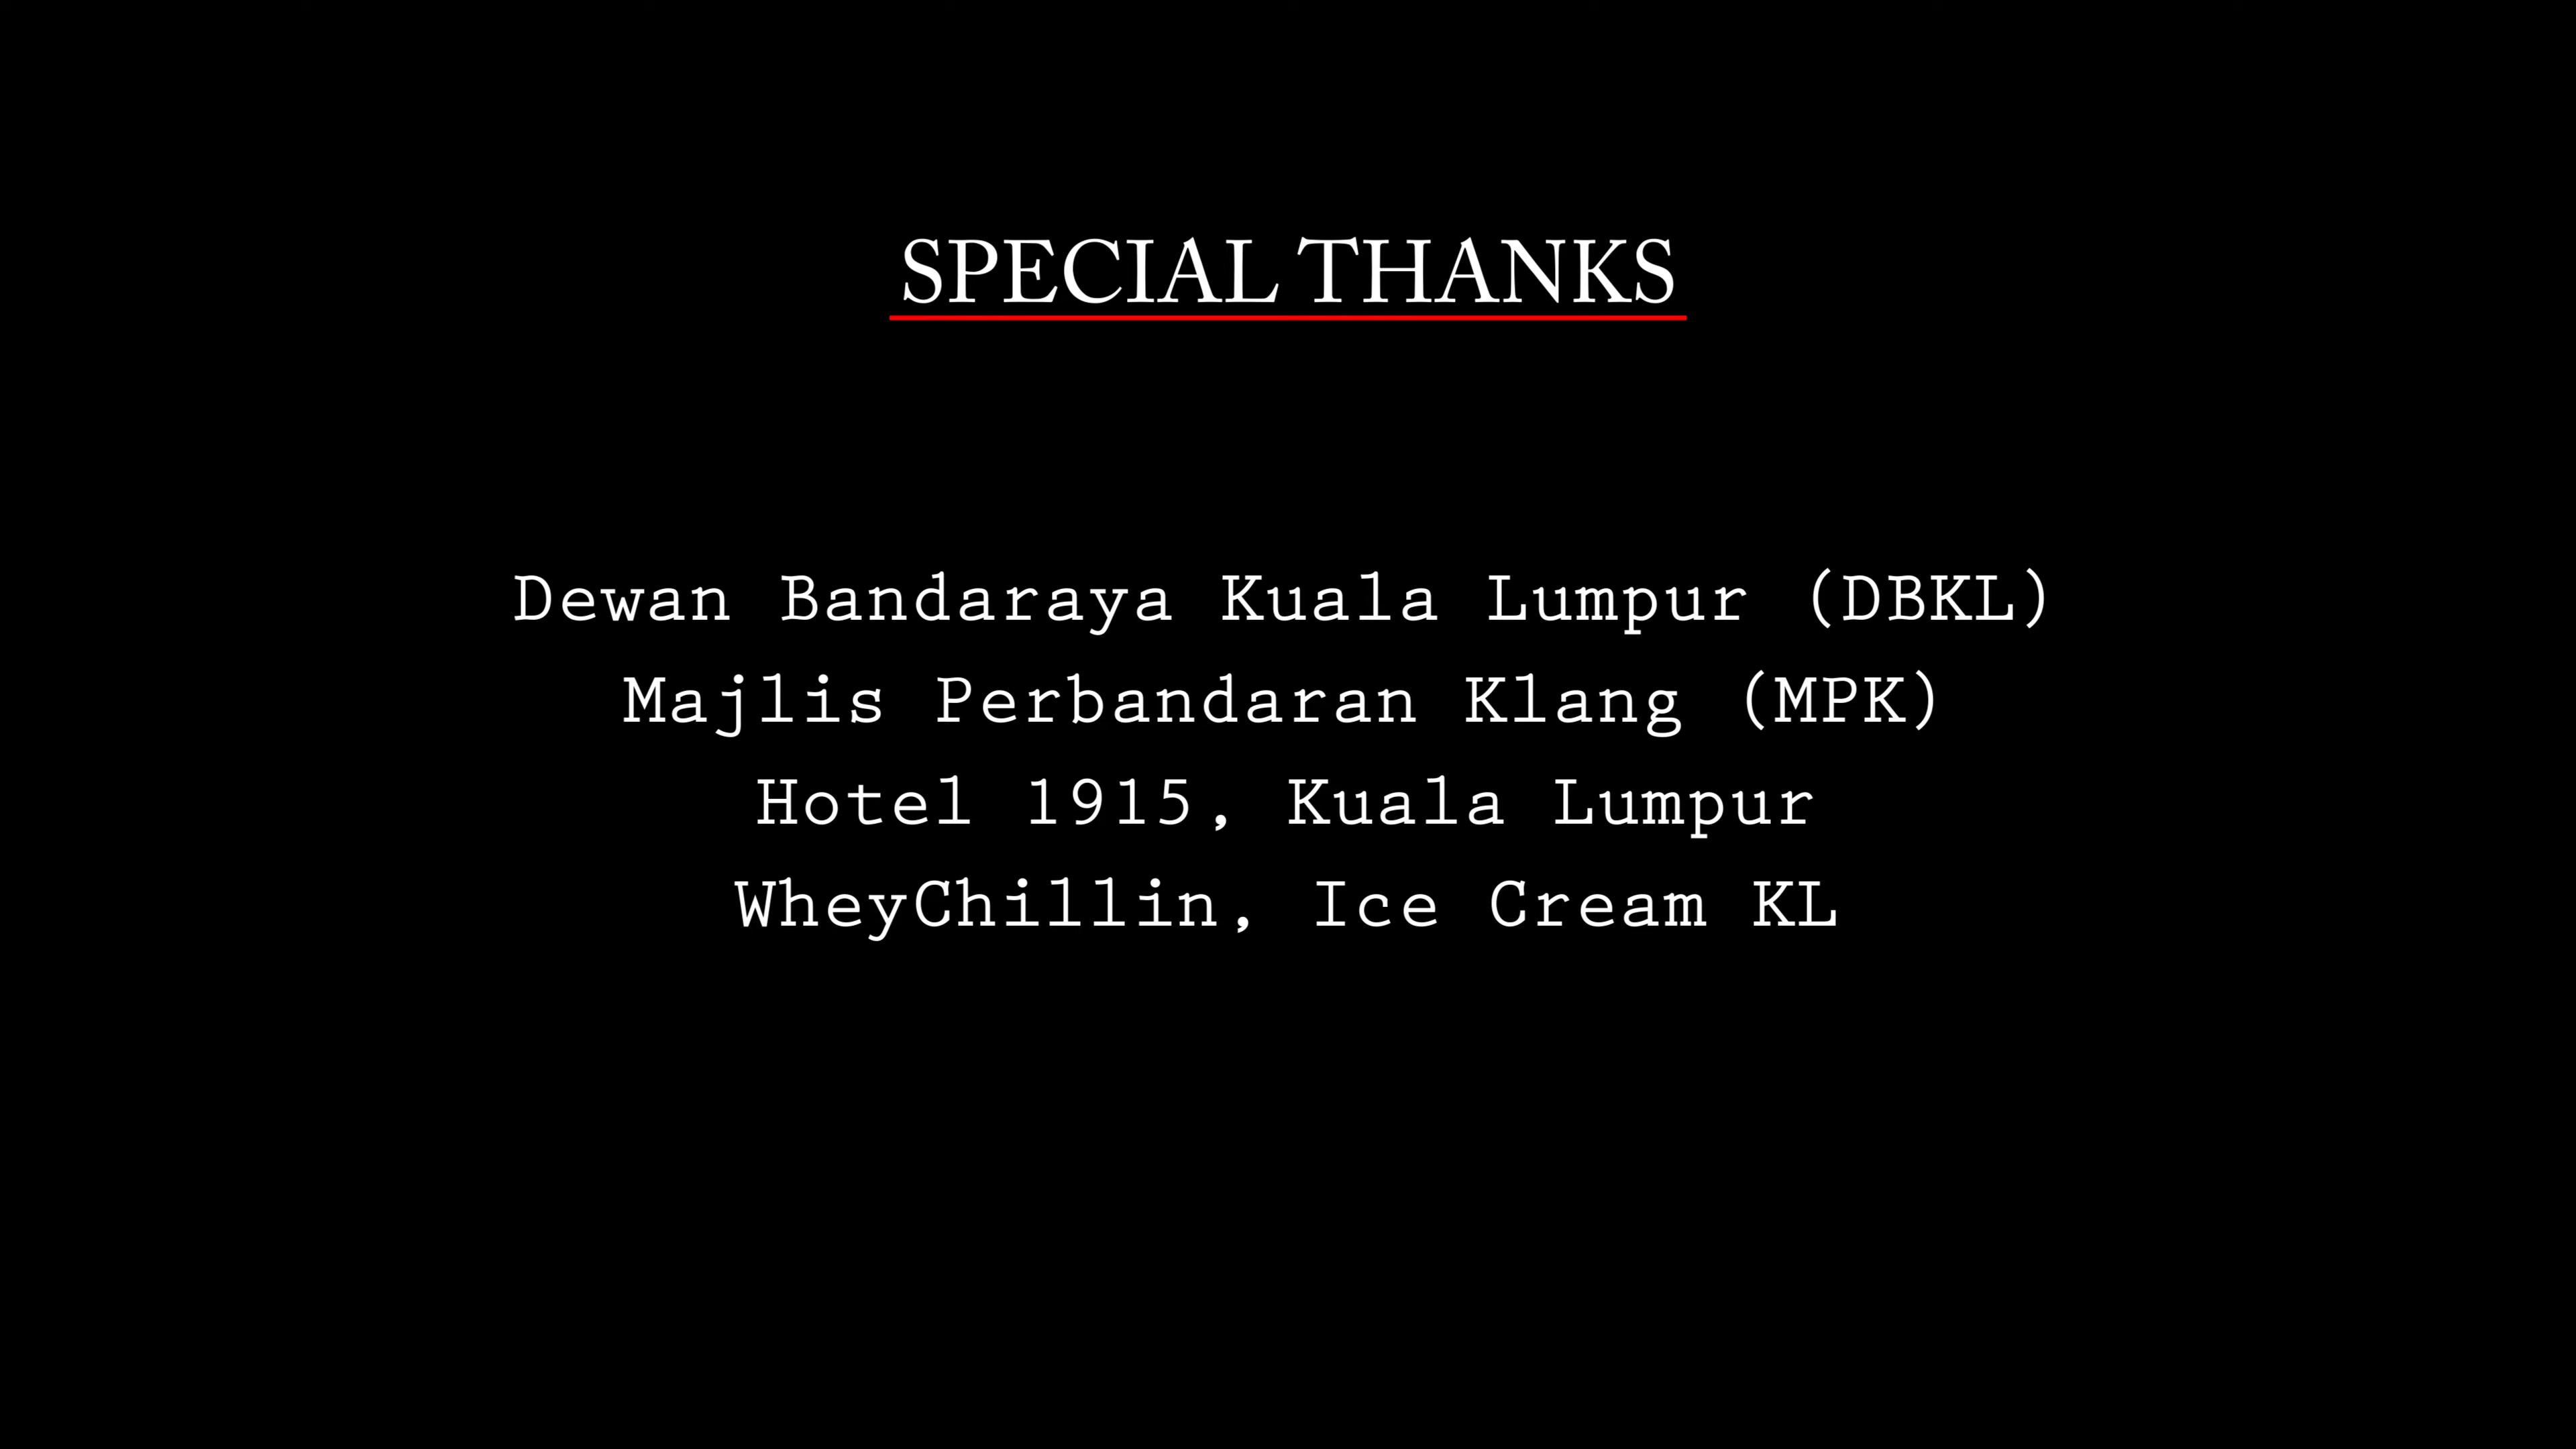 SPECIAL THANKS
Dewan Bandaraya Kuala Lumpur (DBKL)
Majlis Perbandaran Klang (MPK)
Hotel 1915, Kuala Lumpur
WheyChillin, Ice Cream KL